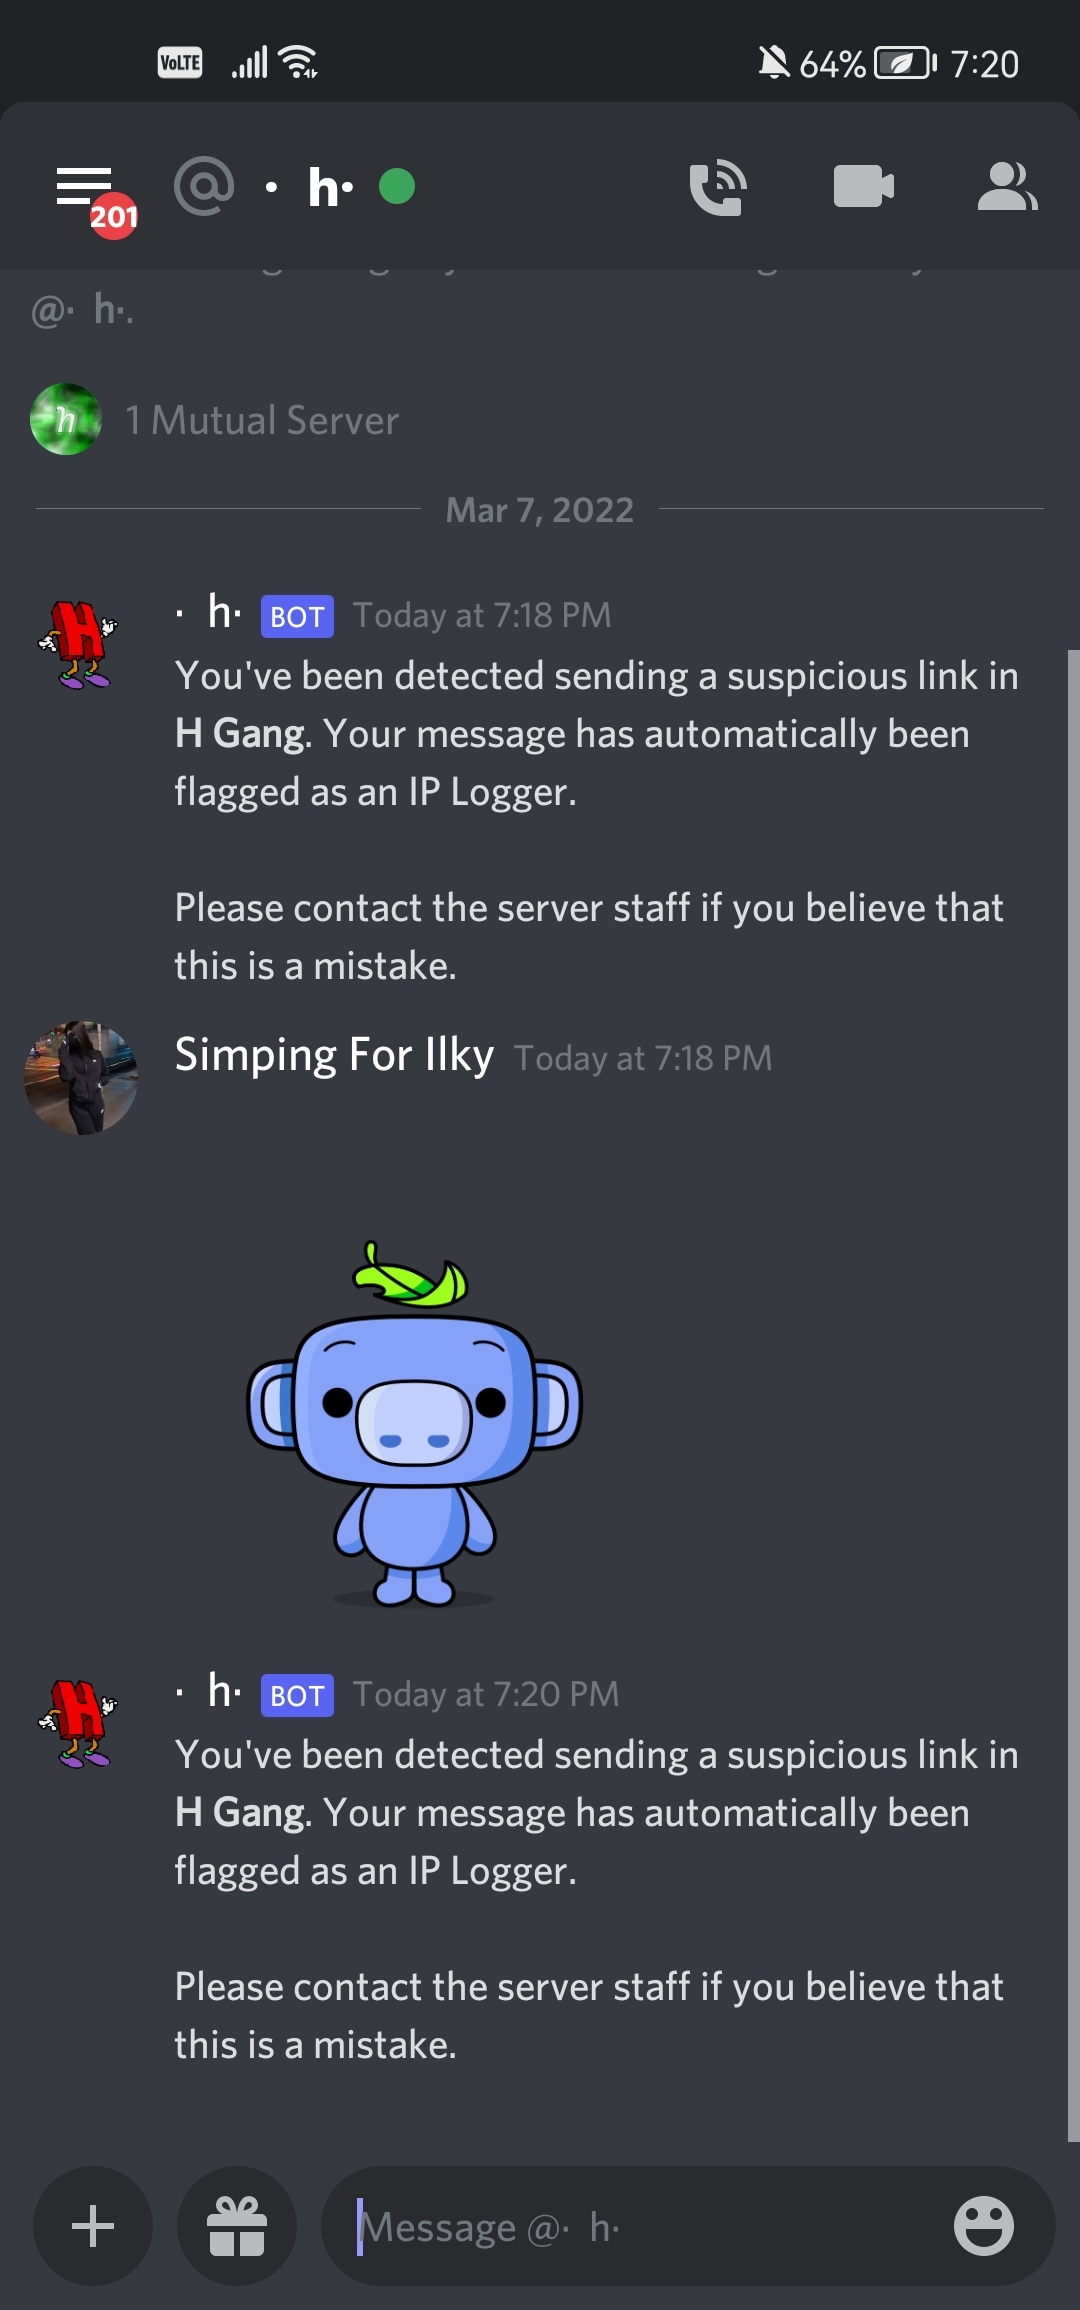 VoLTE 64% 7:20
201 @ · h·
@· h·.
h 1 Mutual Server
Mar 7, 2022
· h· BOT Today at 7:18 PM
You've been detected sending a suspicious link in
H Gang. Your message has automatically been
flagged as an IP Logger.
Please contact the server staff if you believe that
this is a mistake.
Simping For Ilky Today at 7:18 PM
· h· BOT Today at 7:20 PM
You've been detected sending a suspicious link in
H Gang. Your message has automatically been
flagged as an IP Logger.
Please contact the server staff if you believe that
this is a mistake.
Message @· h·